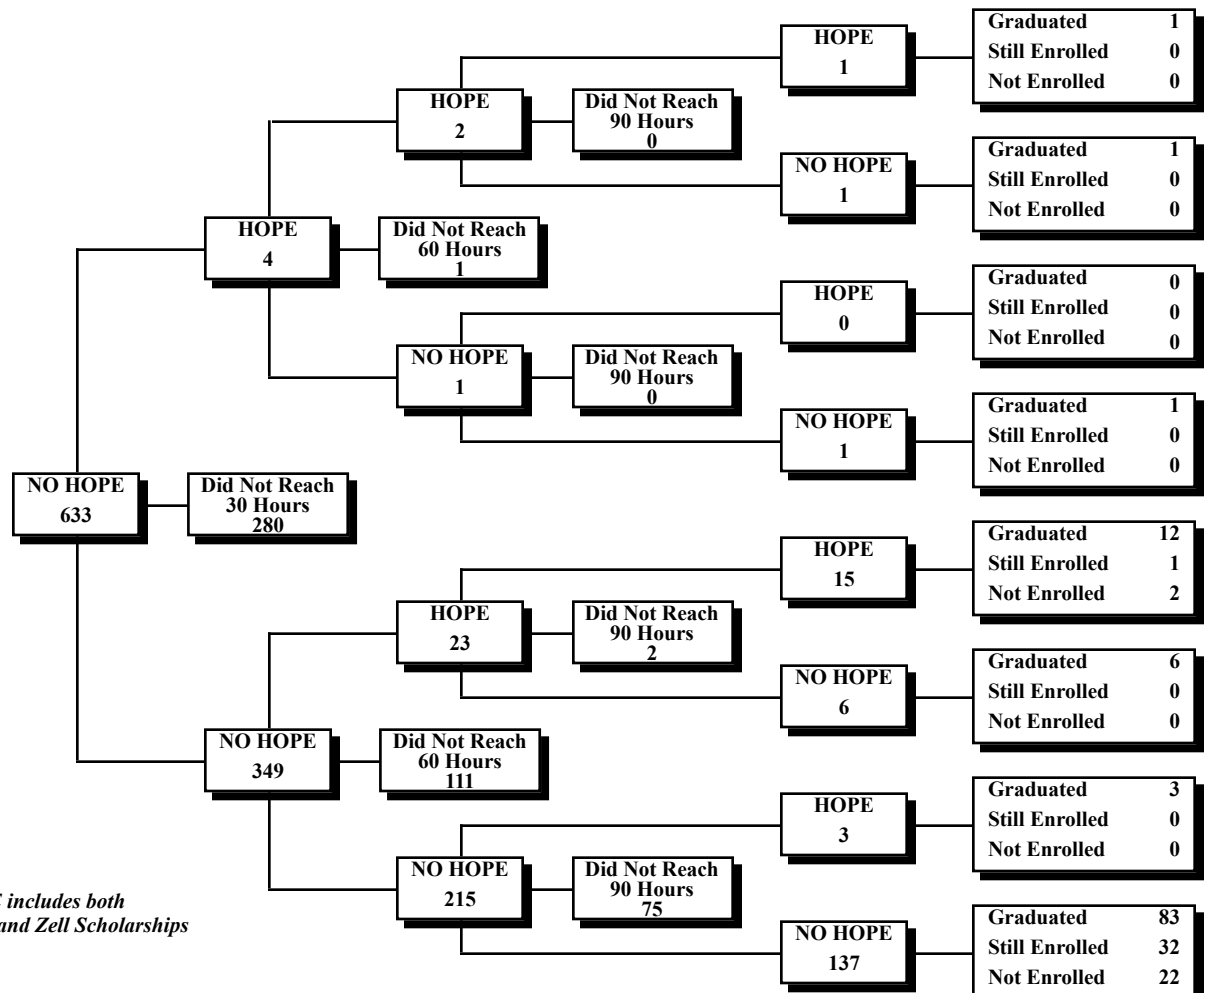 HOPE
1
Graduated 1
Still Enrolled 0
Not Enrolled 0
HOPE
2
Did Not Reach
90 Hours
0
NO HOPE
1
Graduated 1
Still Enrolled 0
Not Enrolled 0
HOPE
4
Did Not Reach
60 Hours
1
HOPE
0
Graduated 0
Still Enrolled 0
Not Enrolled 0
NO HOPE
1
Did Not Reach
90 Hours
0
NO HOPE
1
Graduated 1
Still Enrolled 0
Not Enrolled 0
NO HOPE
633
Did Not Reach
30 Hours
280
HOPE
15
Graduated 12
Still Enrolled 1
Not Enrolled 2
HOPE
23
Did Not Reach
90 Hours
2
NO HOPE
6
Graduated 6
Still Enrolled 0
Not Enrolled 0
NO HOPE
349
Did Not Reach
60 Hours
111
HOPE
3
Graduated 3
Still Enrolled 0
Not Enrolled 0
NO HOPE
215
Did Not Reach
90 Hours
75
NO HOPE
137
Graduated 83
Still Enrolled 32
Not Enrolled 22
includes both
and Zell Scholarships